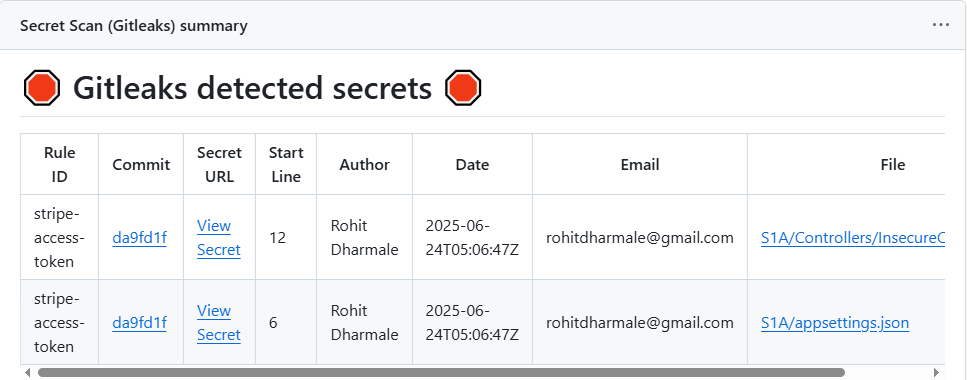 Secret Scan (Gitleaks) summary
...
Gitleaks detected secrets
Rule ID Commit Secret URL Start Line Author Date Email File
stripe-access-token da9fd1f View Secret 12 Rohit Dharmale 2025-06-24T05:06:47Z rohitdharmale@gmail.com S1A/Controllers/InsecureC
stripe-access-token da9fd1f View Secret 6 Rohit Dharmale 2025-06-24T05:06:47Z rohitdharmale@gmail.com S1A/appsettings.json